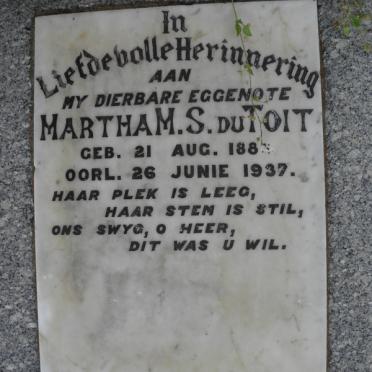 In
Liefdevolle Herinnering
AAN
MY DIERBARE EGGENOTE
MARTHA M. S. DU TOIT
GEB. 21 AUG.
OORL. 26 JUNIE 1937.
HAAR PLEK IS LEEG,
HAAR STEM IS STIL,
ONS SWYG, O HEER,
DIT WAS U WIL.